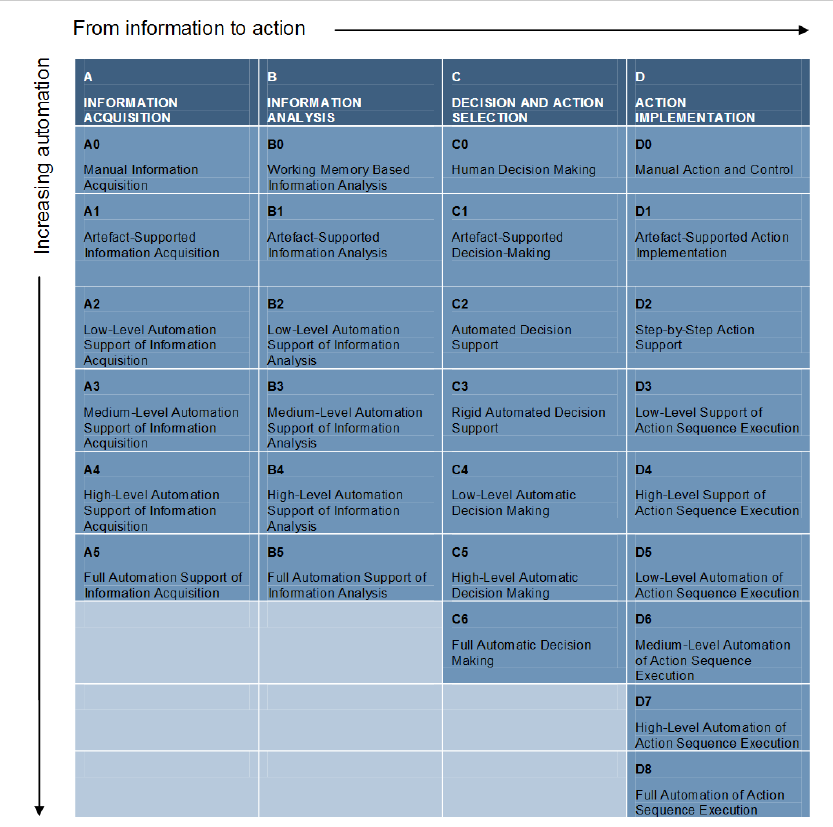 From information to action
Increasing automation
A
INFORMATION
ACQUISITION
B
INFORMATION
ANALYSIS
C
DECISION AND ACTION
SELECTION
D
ACTION
IMPLEMENTATION
A0
Manual Information
Acquisition
B0
Working Memory Based
Information Analysis
C0
Human Decision Making
D0
Manual Action and Control
A1
Artefact-Supported
Information Acquisition
B1
Artefact-Supported
Information Analysis
C1
Artefact-Supported
Decision-Making
D1
Artefact-Supported Action
Implementation
A2
Low-Level Automation
Support of Information
Acquisition
B2
Low-Level Automation
Support of Information
Analysis
C2
Automated Decision
Support
D2
Step-by-Step Action
Support
A3
Medium-Level Automation
Support of Information
Acquisition
B3
Medium-Level Automation
Support of Information
Analysis
C3
Rigid Automated Decision
Support
D3
Low-Level Support of
Action Sequence Execution
A4
High-Level Automation
Support of Information
Acquisition
B4
High-Level Automation
Support of Information
Analysis
C4
Low-Level Automatic
Decision Making
D4
High-Level Support of
Action Sequence Execution
A5
Full Automation Support of
Information Acquisition
B5
Full Automation Support of
Information Analysis
C5
High-Level Automatic
Decision Making
D5
Low-Level Automation of
Action Sequence Execution
C6
Full Automatic Decision
Making
D6
Medium-Level Automation
of Action Sequence
Execution
D7
High-Level Automation of
Action Sequence Execution
D8
Full Automation of Action
Sequence Execution